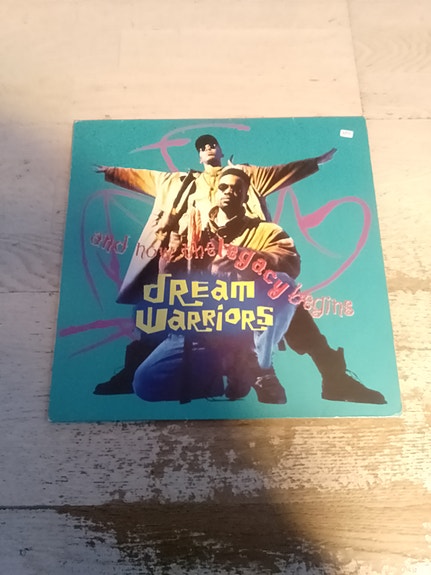 and now the legacy begins
dREam
WaRRiORS